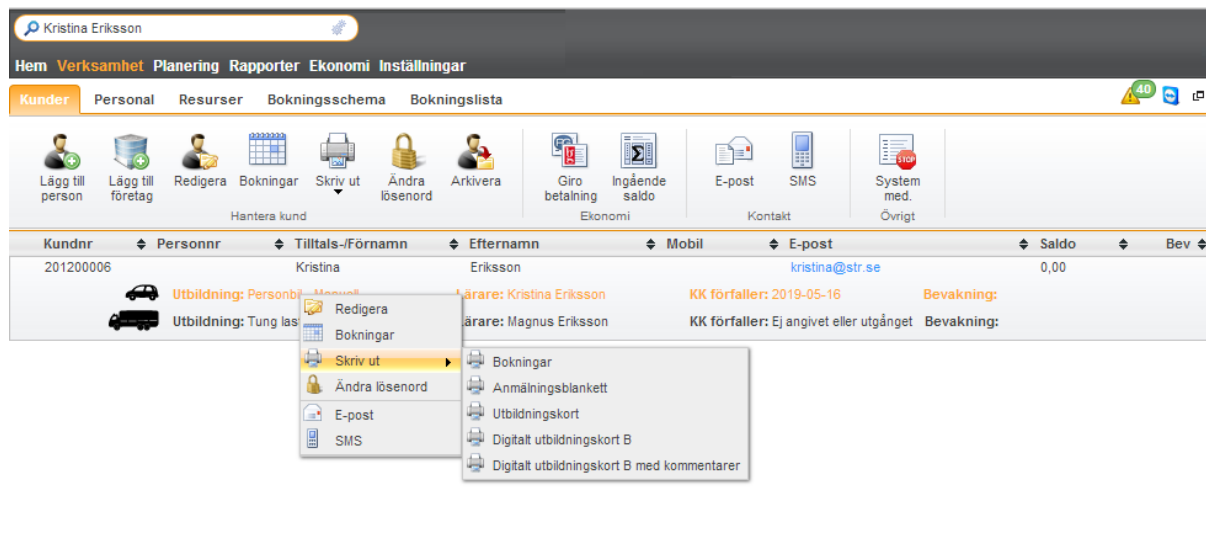 Kristina Eriksson
Hem Verksamhet Planering Rapporter Ekonomi Inställningar
Kunder Personal Resurser Bokningsschema Bokningslista 40
Lägg till person Lägg till företag Redigera Bokningar Skriv ut Ändra lösenord Arkivera Giro betalning Ingående saldo E-post SMS System med.
STOP
Hantera kund Ekonomi Kontakt Övrigt
Kundnr Personnr Tilltals-/Förnamn Efternamn Mobil E-post Saldo Bev
201200006 Kristina Eriksson kristina@str.se 0,00
Utbildning: Personbil Lärare: Kristina Eriksson KK förfaller: 2019-05-16 Bevakning:
Utbildning: Tung las Lärare: Magnus Eriksson KK förfaller: Ej angivet eller utgånget Bevakning:
Redigera
Bokningar
Skriv ut
Ändra lösenord
E-post
SMS
Bokningar
Anmälningsblankett
Utbildningskort
Digitalt utbildningskort B
Digitalt utbildningskort B med kommentarer